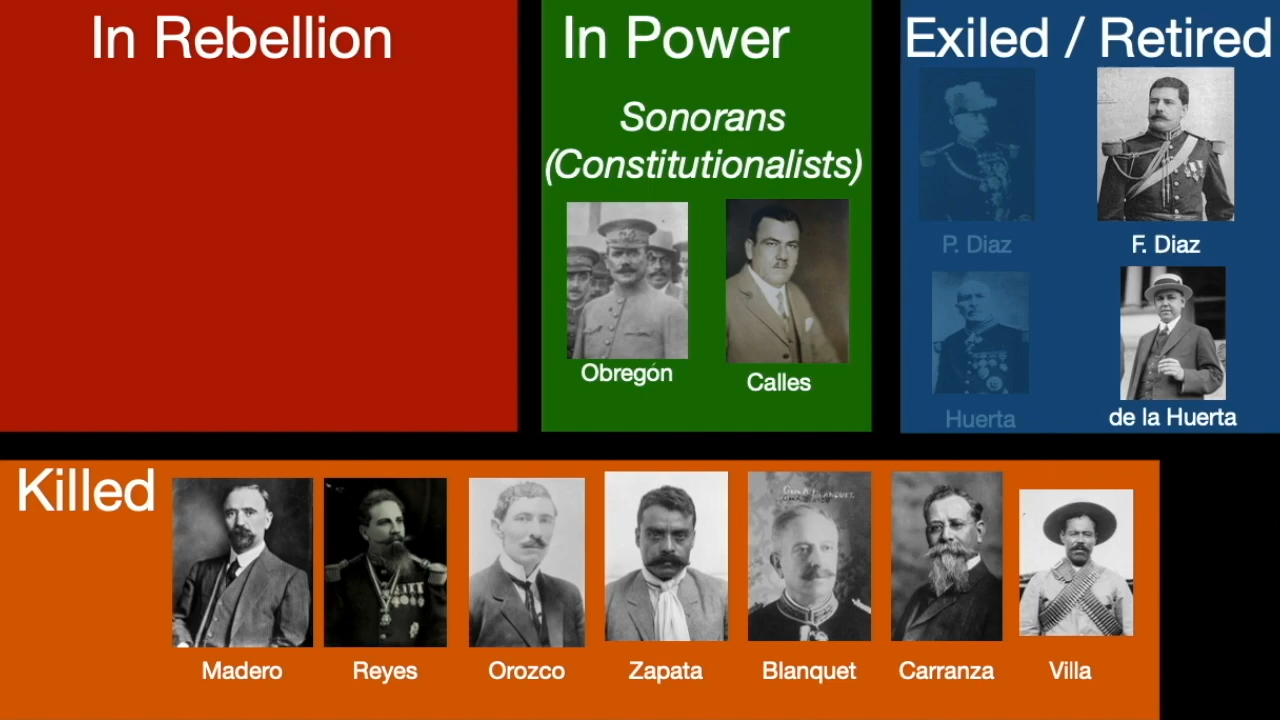 In Rebellion
In Power
Exiled / Retired
Sonorans
(Constitutionalists)
P. Diaz
F. Diaz
Obregón
Calles
Huerta
de la Huerta
Killed
Madero
Reyes
Orozco
Zapata
Blanquet
Carranza
Villa